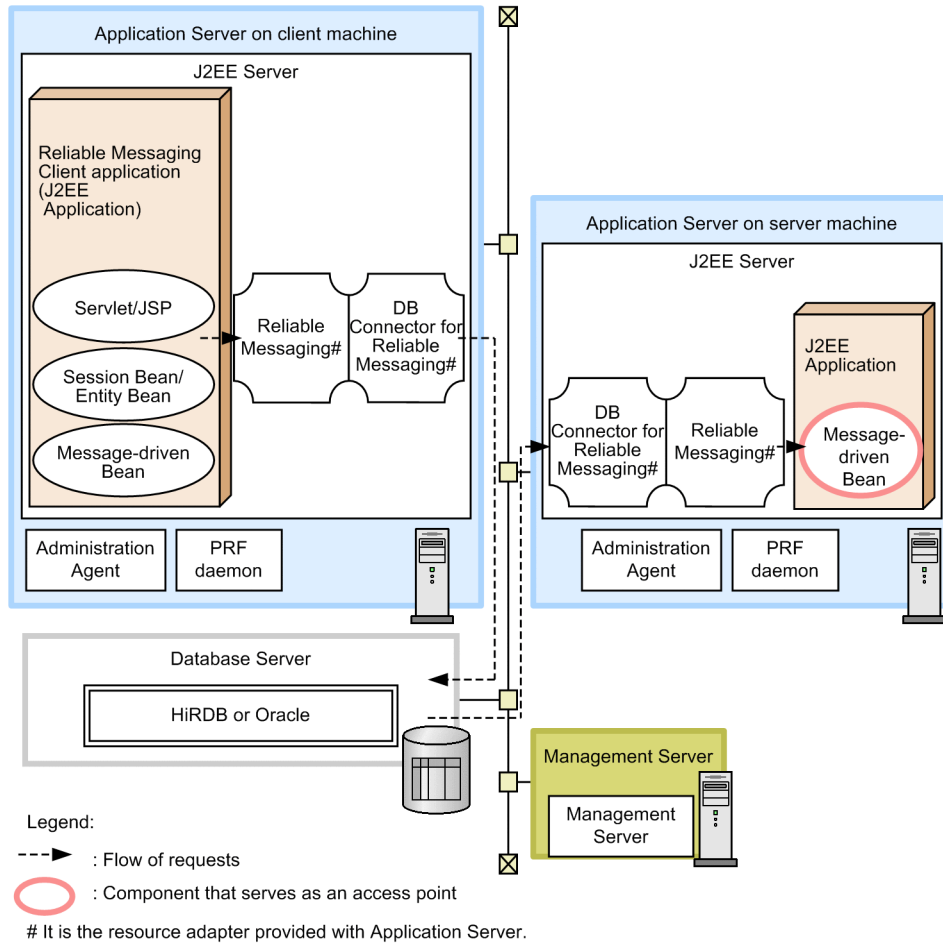 Application Server on client machine
J2EE Server
Reliable Messaging
Client application
(J2EE
Application)
Servlet/JSP
Session Bean/
Entity Bean
Message-driven
Bean
Reliable
Messaging#
DB
Connector for
Reliable
Messaging#
Administration
Agent
PRF
daemon
Application Server on server machine
J2EE Server
DB
Connector for
Reliable
Messaging#
Reliable
Messaging#
J2EE
Application
Message-
driven
Bean
Administration
Agent
PRF
daemon
Database Server
HiRDB or Oracle
Management Server
Management
Server
Legend:
: Flow of requests
: Component that serves as an access point
# It is the resource adapter provided with Application Server.